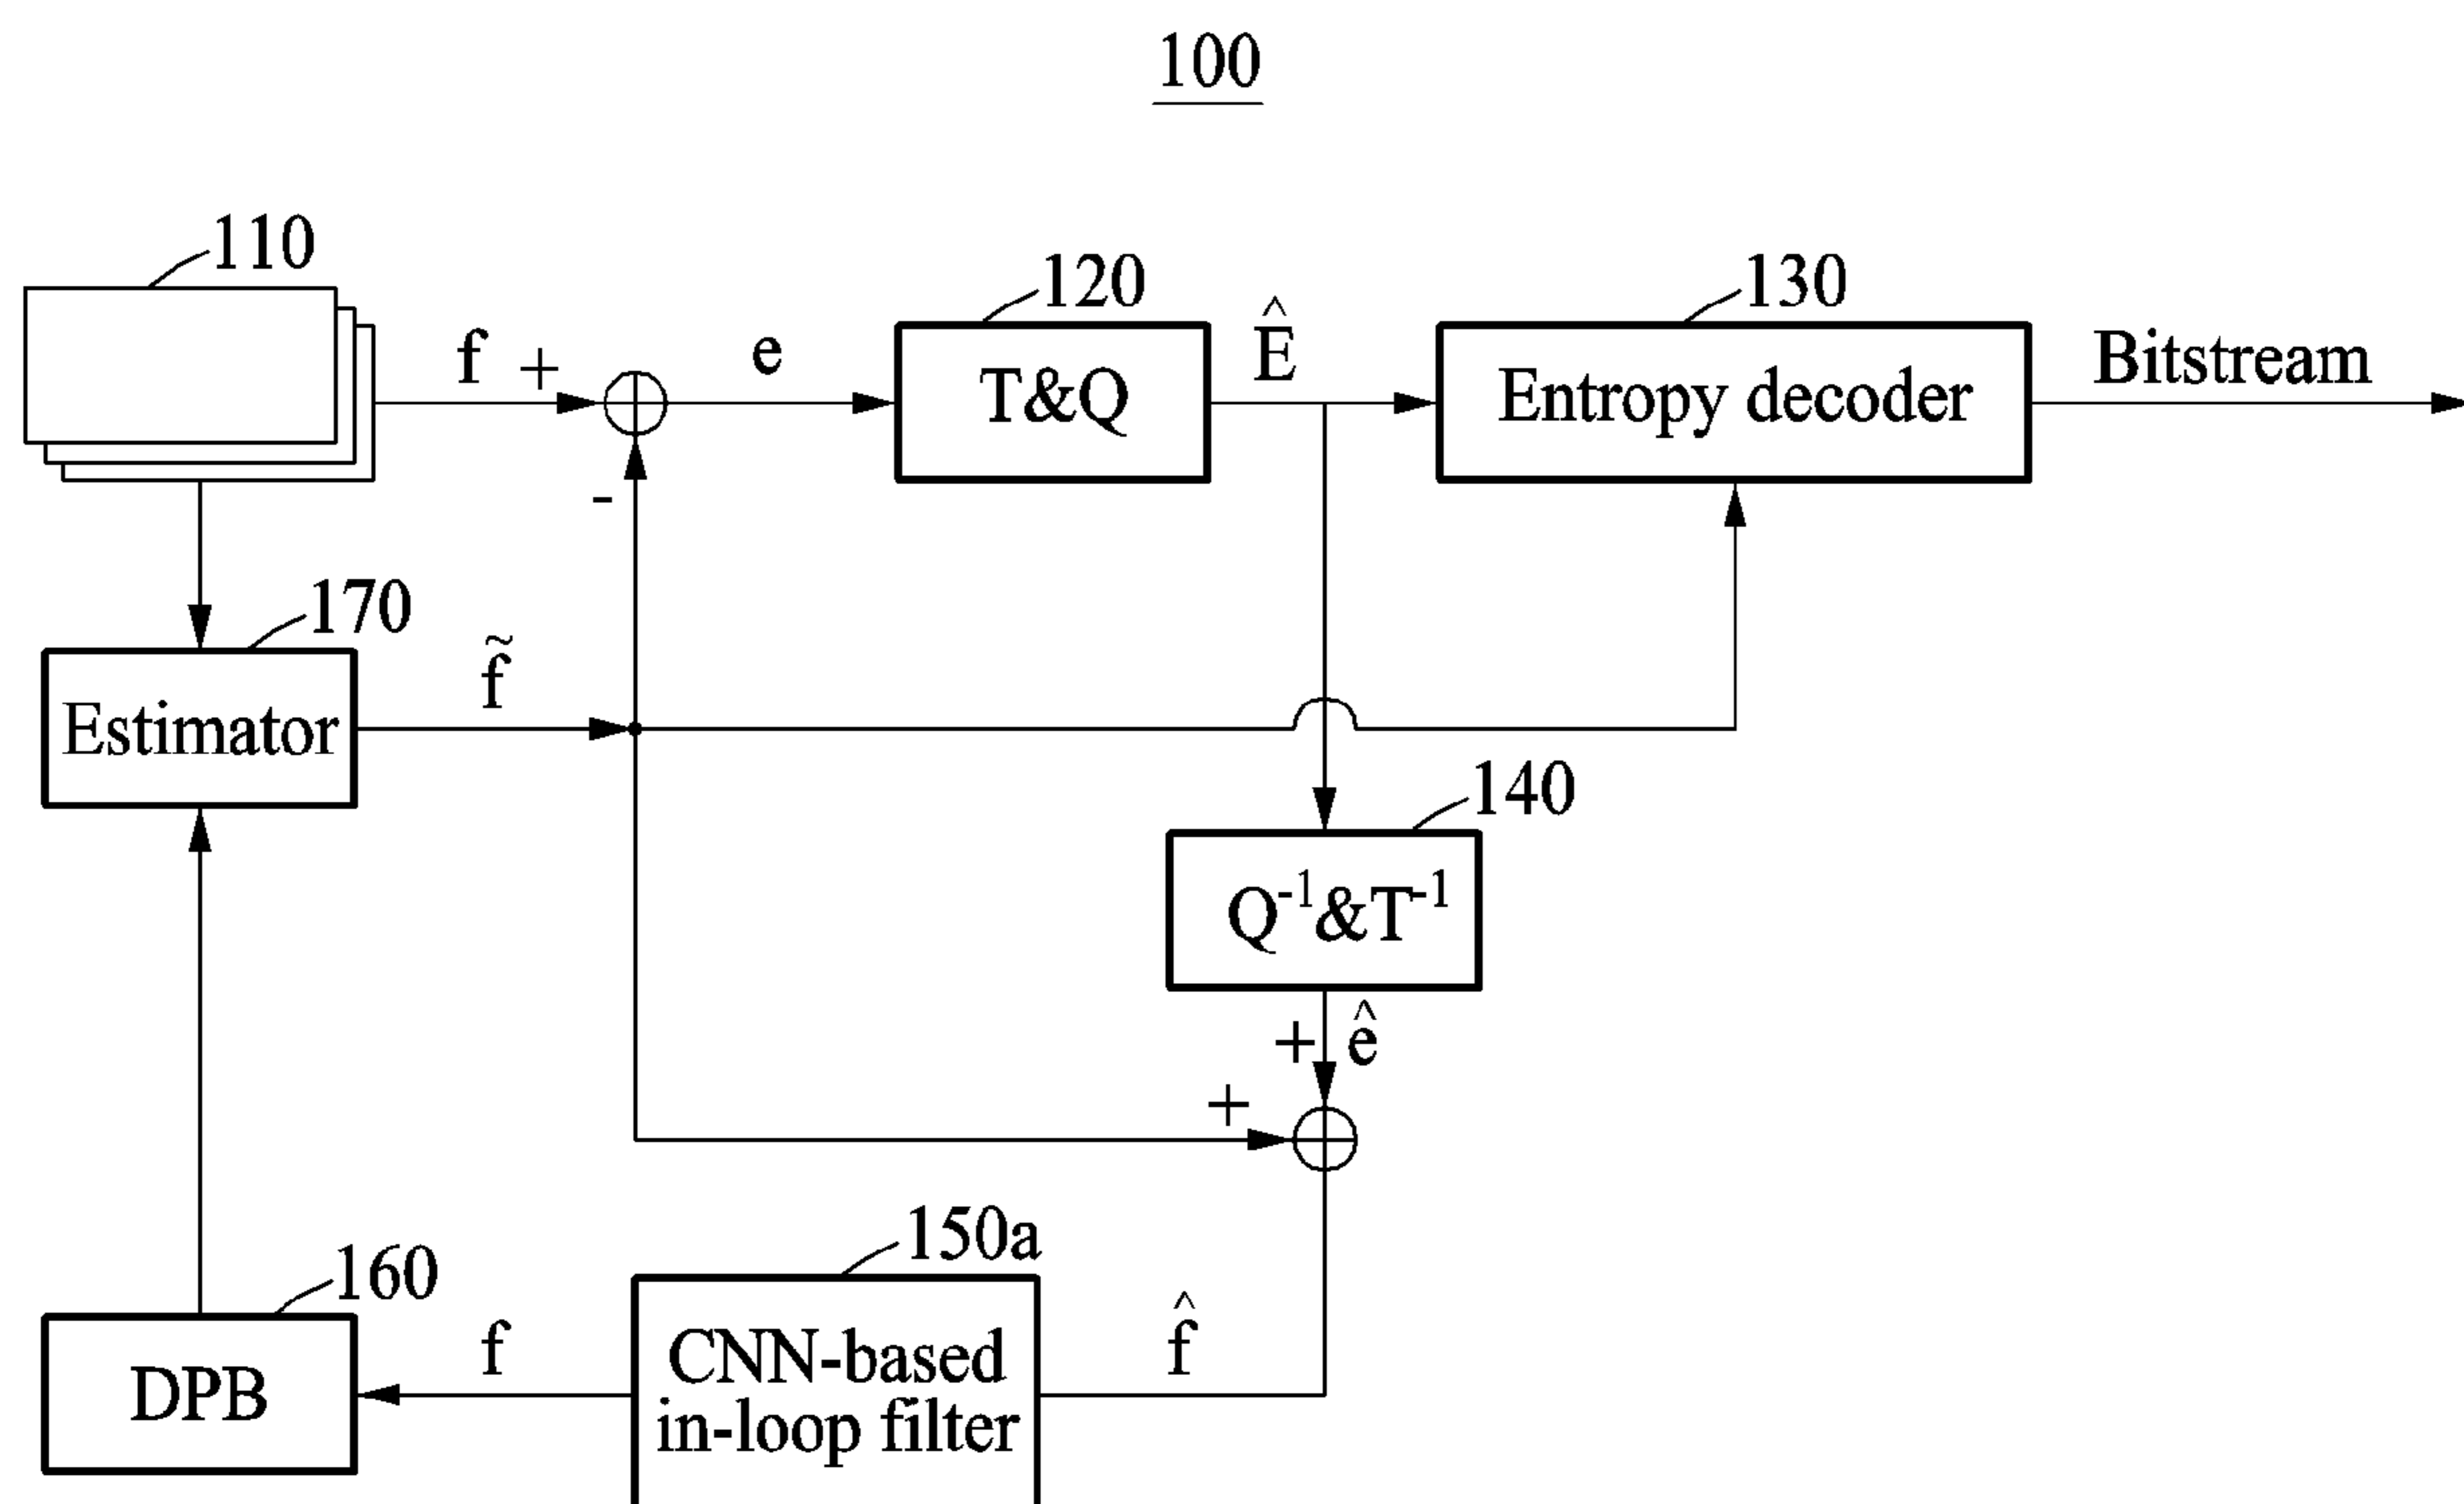 100
110
120
130
f + e
Ê
Bitstream
T&Q
Entropy decoder
-
170
f̃
Estimator
140
Q⁻¹&T⁻¹
+ ê
+
150a
160
f
CNN-based
in-loop filter
f̂
DPB